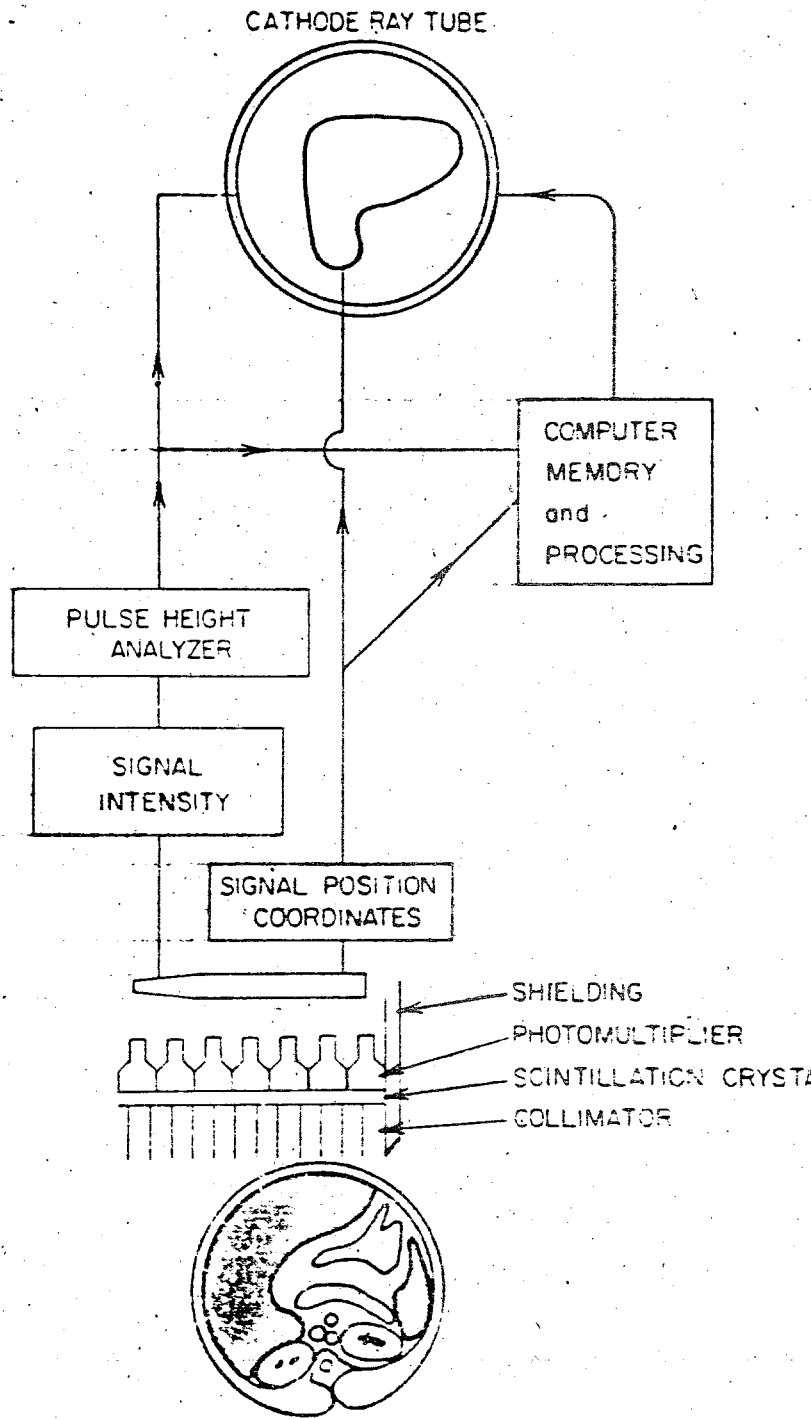 CATHODE RAY TUBE
COMPUTER
MEMORY
and
PROCESSING
PULSE HEIGHT
ANALYZER
SIGNAL
INTENSITY
SIGNAL POSITION
COORDINATES
SHIELDING
PHOTOMULTIPLIER
SCINTILLATION CRYSTA
COLLIMATOR